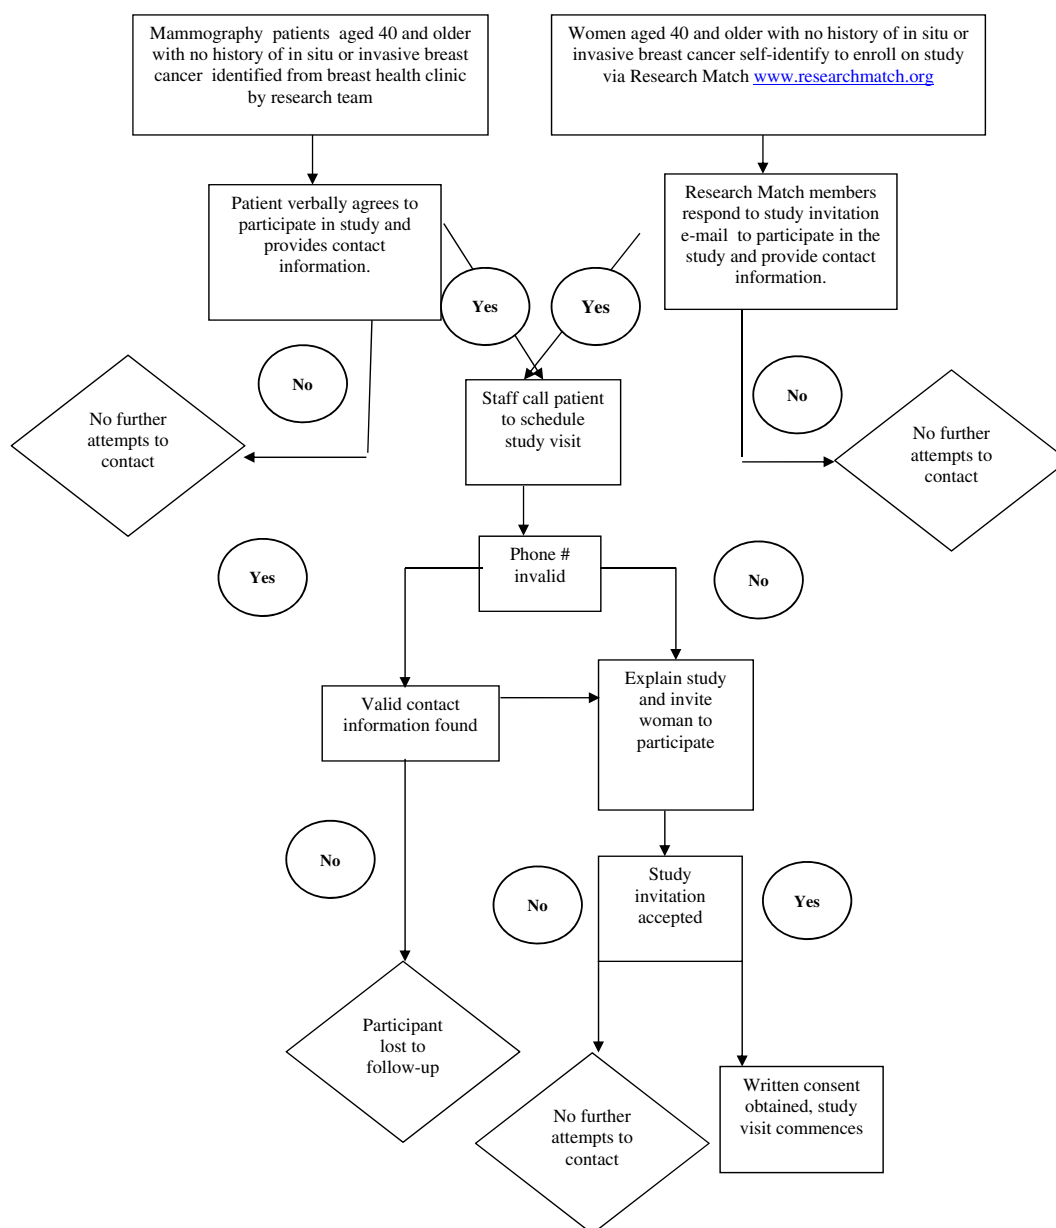 Mammography patients aged 40 and older
with no history of in situ or invasive breast
cancer identified from breast health clinic
by research team
Women aged 40 and older with no history of in situ or
invasive breast cancer self-identify to enroll on study
via Research Match www.researchmatch.org
Patient verbally agrees to
participate in study and
provides contact
information.
Research Match members
respond to study invitation
e-mail to participate in the
study and provide contact
information.
Yes
Yes
No
No
No further
attempts to
contact
Staff call patient
to schedule
study visit
No further
attempts to
contact
Phone #
invalid
Yes
No
Valid contact
information found
Explain study
and invite
woman to
participate
No
Study
invitation
accepted
No
Yes
Participant
lost to
follow-up
No further
attempts to
contact
Written consent
obtained, study
visit commences